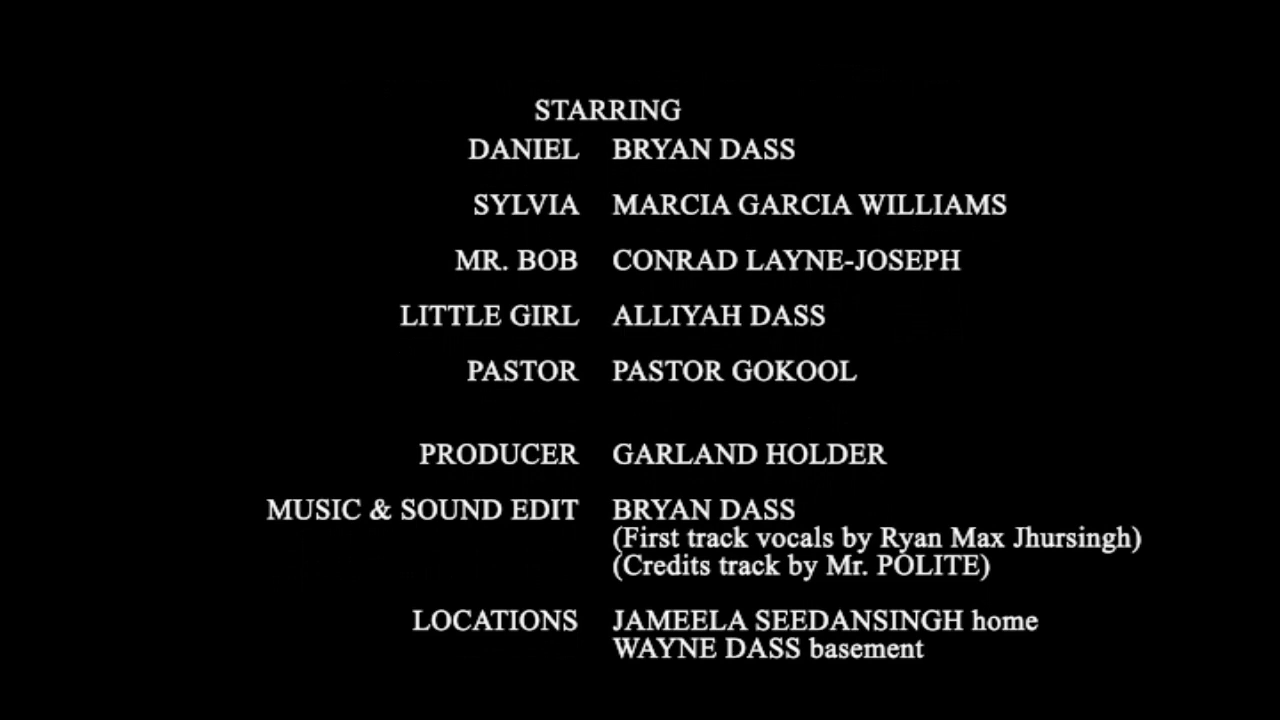 STARRING
DANIEL BRYAN DASS
SYLVIA MARCIA GARCIA WILLIAMS
MR. BOB CONRAD LAYNE-JOSEPH
LITTLE GIRL ALLIYAH DASS
PASTOR PASTOR GOKOOL
PRODUCER GARLAND HOLDER
MUSIC & SOUND EDIT BRYAN DASS
(First track vocals by Ryan Max Jhursingh)
(Credits track by Mr. POLITE)
LOCATIONS JAMEELA SEEDANSINGH home
WAYNE DASS basement